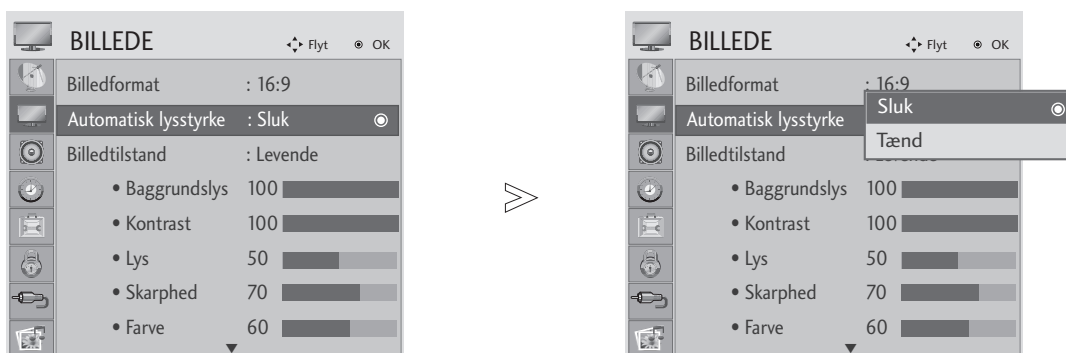 BILLEDE Flyt OK
Billedformat : 16:9
Automatisk lysstyrke : Sluk
Billedtilstand : Levende
• Baggrundslys 100
• Kontrast 100
• Lys 50
• Skarphed 70
• Farve 60
BILLEDE Flyt OK
Billedformat : 16:9
Automatisk lysstyrke
Sluk
Tænd
Billedtilstand : Levende
• Baggrundslys 100
• Kontrast 100
• Lys 50
• Skarphed 70
• Farve 60